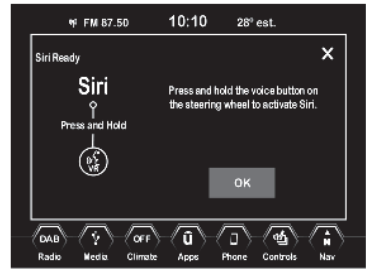 FM 87.50 10:10 28° est.
Siri Ready X
Siri
Press and Hold
VR
Press and hold the voice button on
the steering wheel to activate Siri.
OK
DAB OFF û N
Radio Media Climate Apps Phone Controls Nav